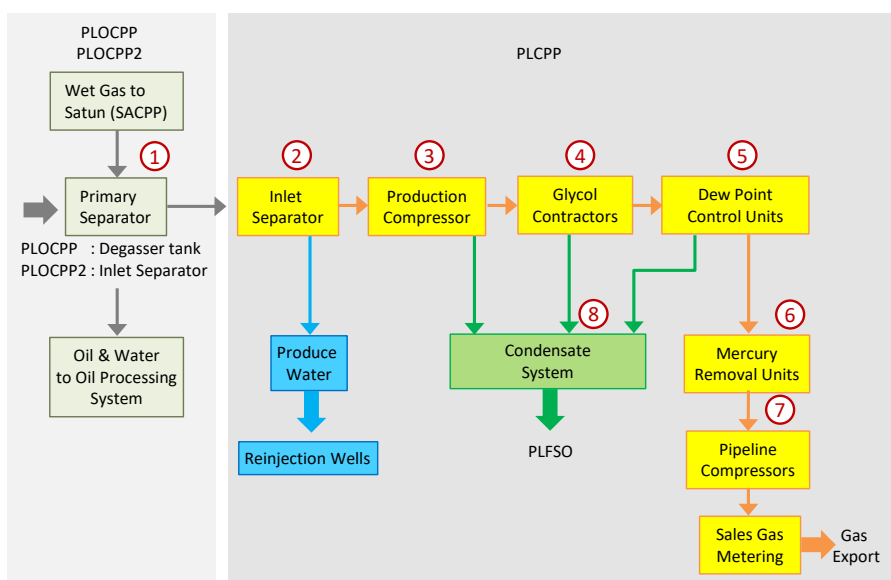 PLOCPP
PLOCPP2
PLCPP
Wet Gas to
Satun (SACPP)
1
2
3
4
5
Primary
Separator
Inlet
Separator
Production
Compressor
Glycol
Contractors
Dew Point
Control Units
PLOCPP : Degasser tank
PLOCPP2 : Inlet Separator
8
6
Oil & Water
to Oil Processing
System
Produce
Water
Condensate
System
Mercury
Removal Units
7
Reinjection Wells
PLFSO
Pipeline
Compressors
Sales Gas
Metering
Gas
Export